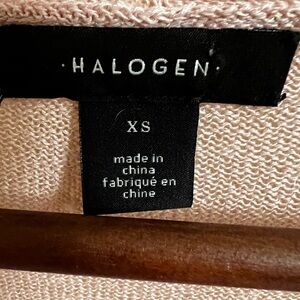 ·HALOGEN·
XS
made in
china
fabriqué en
chine